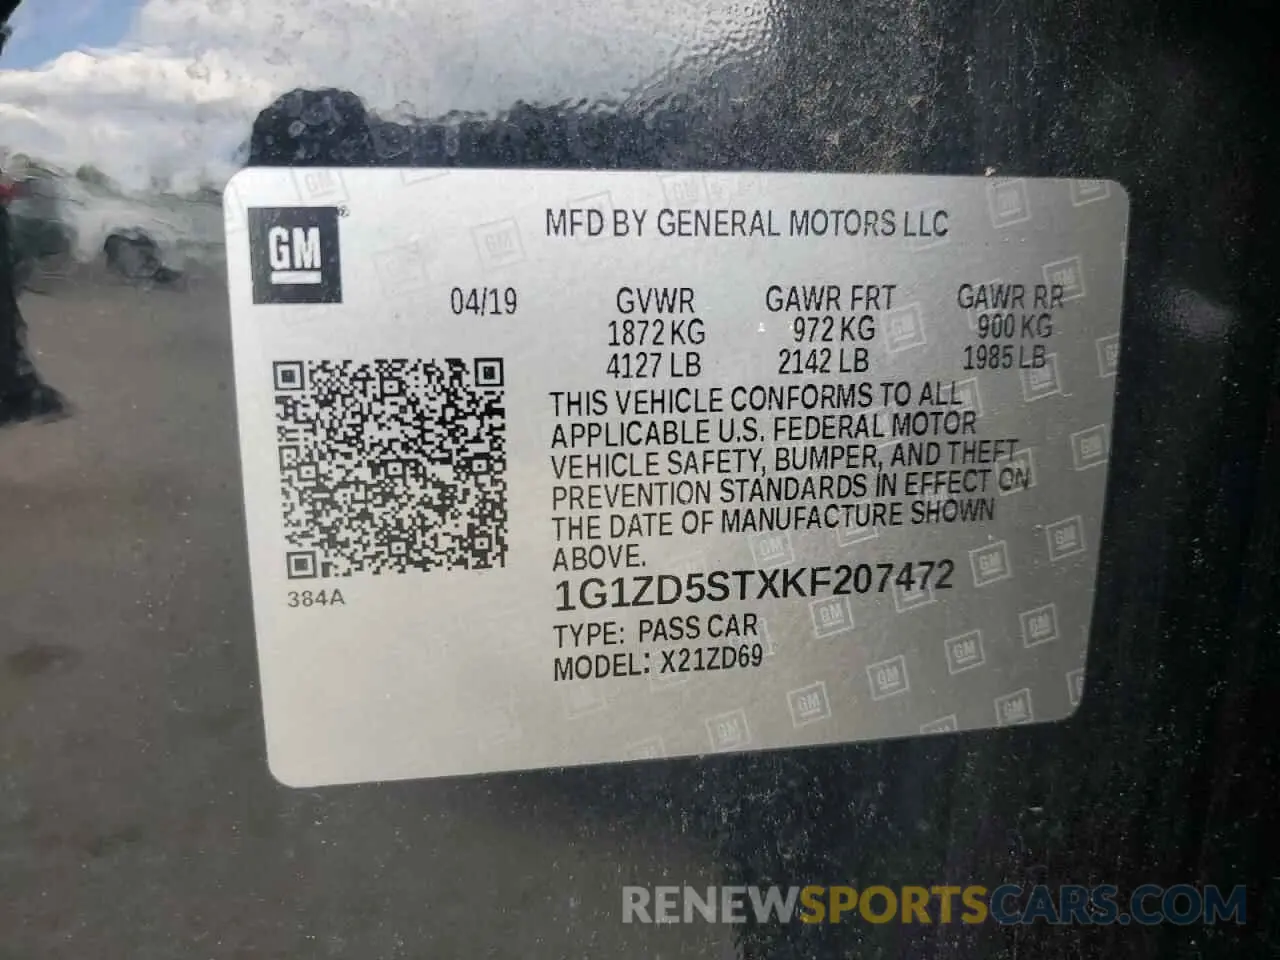 GM®
MFD BY GENERAL MOTORS LLC
04/19 GVWR GAWR FRT GAWR RR
1872 KG 972 KG 900 KG
4127 LB 2142 LB 1985 LB
THIS VEHICLE CONFORMS TO ALL
APPLICABLE U.S. FEDERAL MOTOR
VEHICLE SAFETY, BUMPER, AND THEFT
PREVENTION STANDARDS IN EFFECT ON
THE DATE OF MANUFACTURE SHOWN
ABOVE.
384A
1G1ZD5STXKF207472
TYPE: PASS CAR
MODEL: X21ZD69
RENEWSPORTSCARS.COM